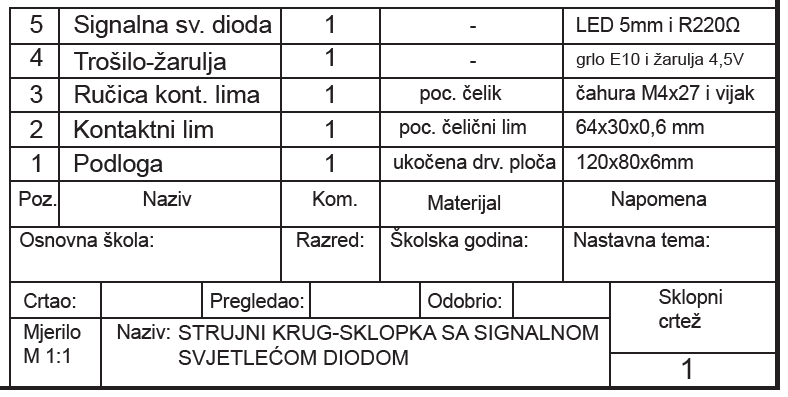 5 Signalna sv. dioda 1 - LED 5mm i R220Ω
4 Trošilo-žarulja 1 - grlo E10 i žarulja 4,5V
3 Ručica kont. lima 1 poc. čelik čahura M4x27 i vijak
2 Kontaktni lim 1 poc. čelični lim 64x30x0,6 mm
1 Podloga 1 ukočena drv. ploča 120x80x6mm
Poz. Naziv Kom. Materijal Napomena
Osnovna škola: Razred: Školska godina: Nastavna tema:
Crtao: Pregledao: Odobrio: Sklopni
crtež
Mjerilo Naziv: STRUJNI KRUG-SKLOPKA SA SIGNALNOM
M 1:1 SVJETLEĆOM DIODOM
1